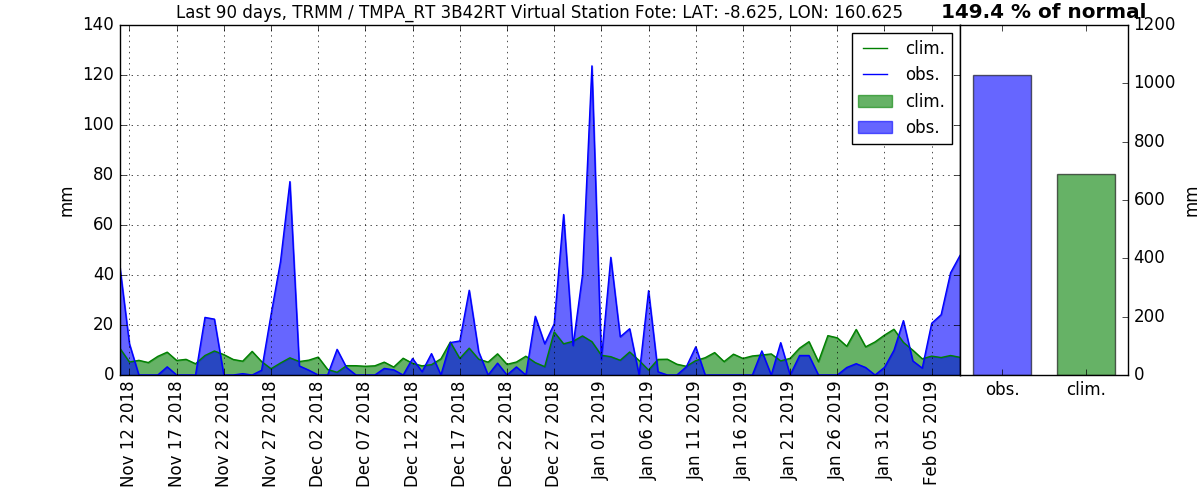 Last 90 days, TRMM / TMPA_RT 3B42RT Virtual Station Fote: LAT: -8.625, LON: 160.625
149.4 % of normal
140
120
100
80
60
40
20
0
mm
clim.
obs.
clim.
obs.
Nov 12 2018
Nov 17 2018
Nov 22 2018
Nov 27 2018
Dec 02 2018
Dec 07 2018
Dec 12 2018
Dec 17 2018
Dec 22 2018
Dec 27 2018
Jan 01 2019
Jan 06 2019
Jan 11 2019
Jan 16 2019
Jan 21 2019
Jan 26 2019
Jan 31 2019
Feb 05 2019
1200
1000
800
600
400
200
0
mm
obs.
clim.